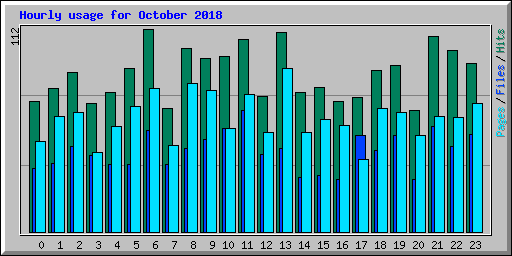 Hourly usage for October 2018
112
Pages / Files / Hits
0 1 2 3 4 5 6 7 8 9 10 11 12 13 14 15 16 17 18 19 20 21 22 23